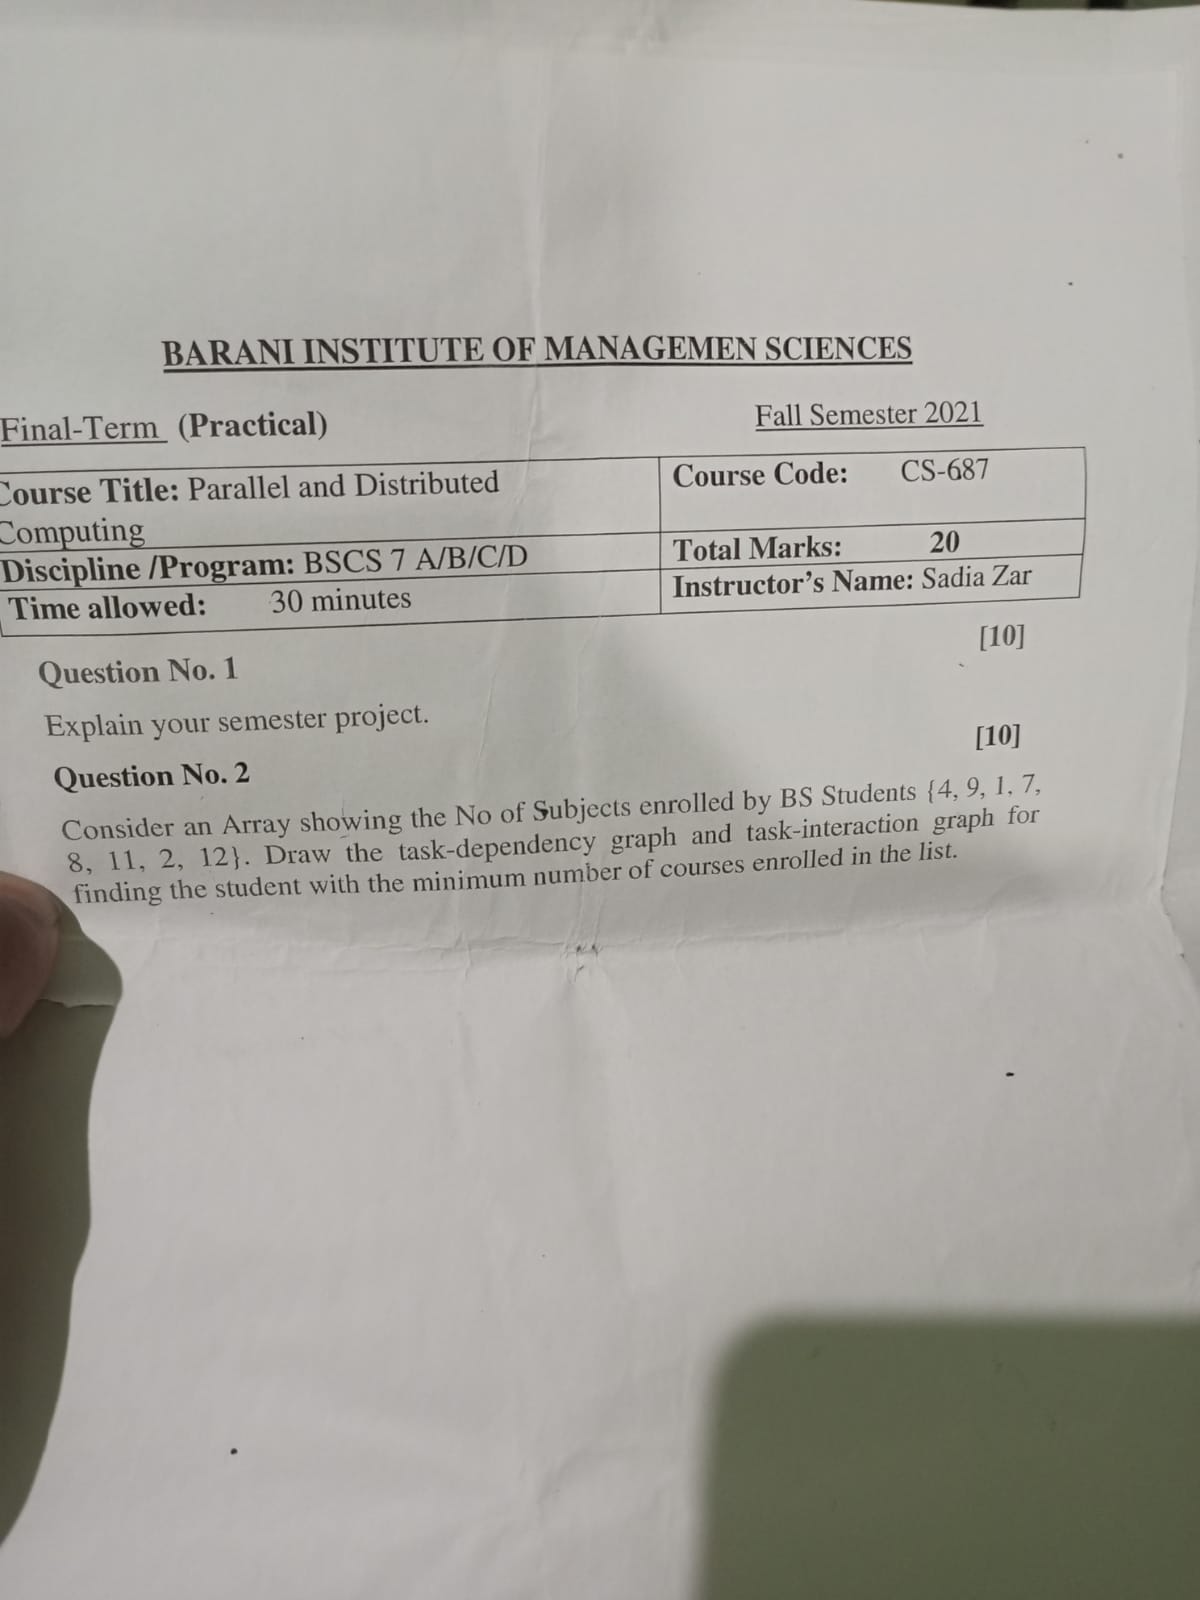 BARANI INSTITUTE OF MANAGEMEN SCIENCES
Final-Term (Practical)
Fall Semester 2021
Course Title: Parallel and Distributed
Computing
Course Code: CS-687
Discipline /Program: BSCS 7 A/B/C/D
Total Marks: 20
Time allowed: 30 minutes
Instructor's Name: Sadia Zar
[10]
Question No. 1
Explain your semester project.
[10]
Question No. 2
Consider an Array showing the No of Subjects enrolled by BS Students {4, 9, 1, 7,
8, 11, 2, 12}. Draw the task-dependency graph and task-interaction graph for
finding the student with the minimum number of courses enrolled in the list.